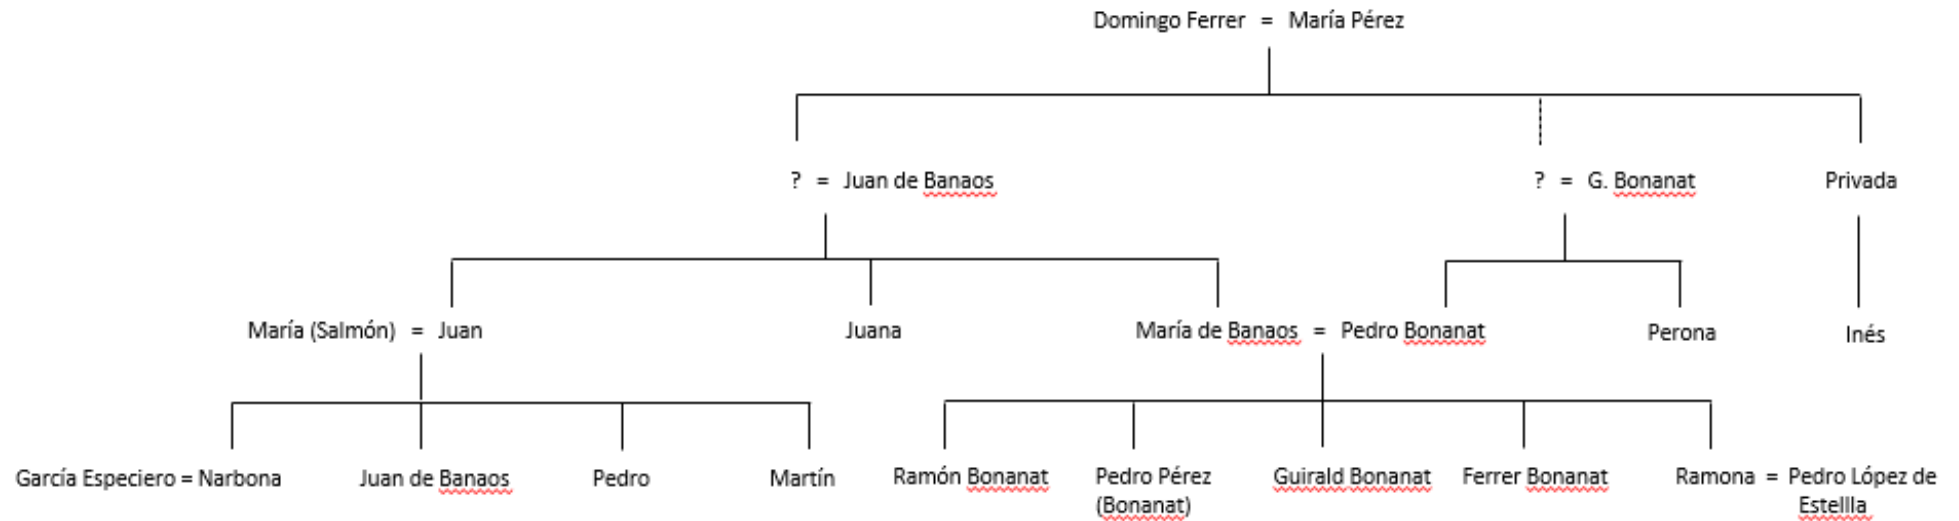 Domingo Ferrer = María Pérez
? = Juan de Banaos ? = G. Bonanat Privada
María (Salmón) = Juan Juana María de Banaos = Pedro Bonanat Perona Inés
García Especiero = Narbona Juan de Banaos Pedro Martín Ramón Bonanat Pedro Pérez Guirald Bonanat Ferrer Bonanat Ramona = Pedro López de
(Bonanat) Estellla